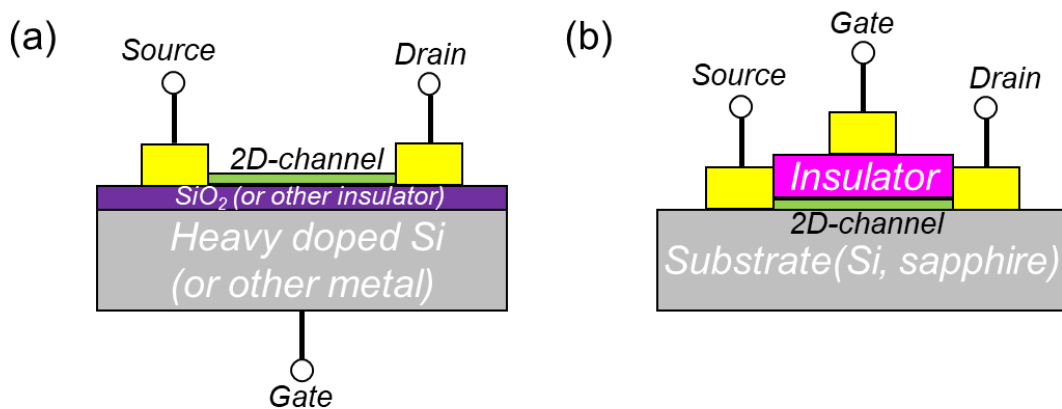 (a)
Source
Drain
2D-channel
SiO₂ (or other insulator)
Heavy doped Si
(or other metal)
Gate
(b)
Gate
Source
Drain
Insulator
2D-channel
Substrate(Si, sapphire)